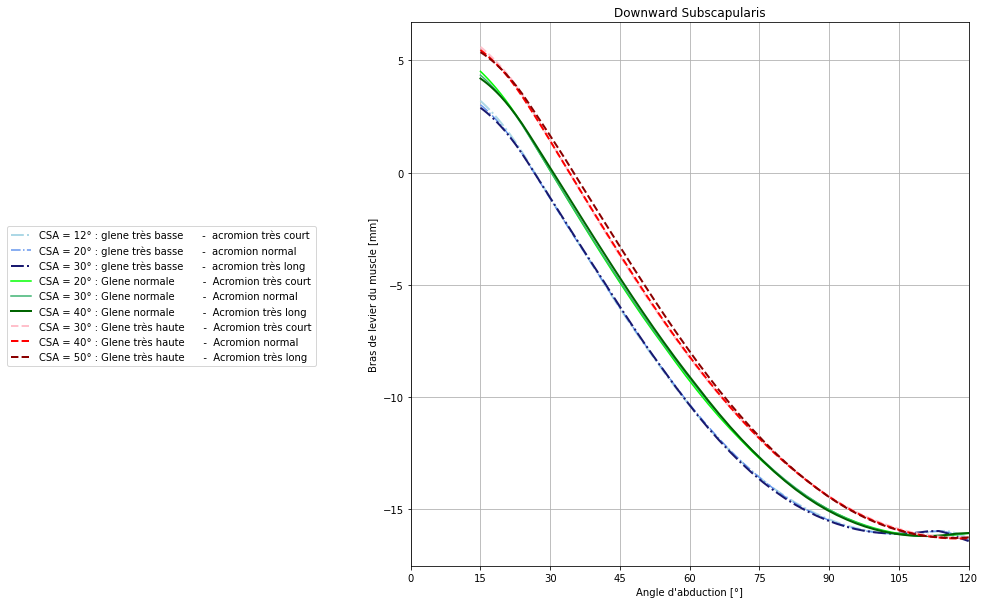 Downward Subscapularis
5
0
−5
−10
−15
Bras de levier du muscle [mm]
0 15 30 45 60 75 90 105 120
Angle d'abduction [°]
CSA = 12° : glene très basse - acromion très court
CSA = 20° : glene très basse - acromion normal
CSA = 30° : glene très basse - acromion très long
CSA = 20° : Glene normale - Acromion très court
CSA = 30° : Glene normale - Acromion normal
CSA = 40° : Glene normale - Acromion très long
CSA = 30° : Glene très haute - Acromion très court
CSA = 40° : Glene très haute - Acromion normal
CSA = 50° : Glene très haute - Acromion très long